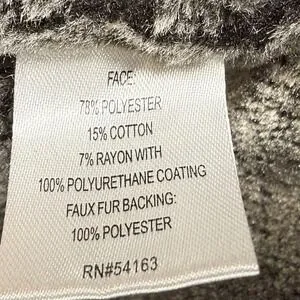 FACE:
78% POLYESTER
15% COTTON
7% RAYON WITH
100% POLYURETHANE COATING
FAUX FUR BACKING:
100% POLYESTER
RN#54163